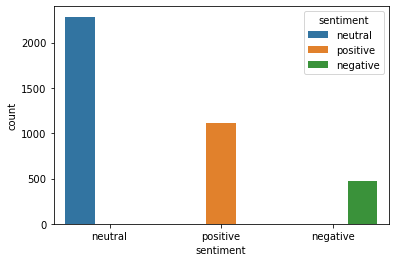 sentiment
neutral
positive
negative
2000
1500
1000
500
0
count
neutral positive negative
sentiment